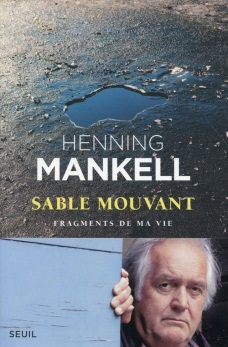 HENNING
MANKELL
SABLE MOUVANT
FRAGMENTS DE MA VIE
SEUIL